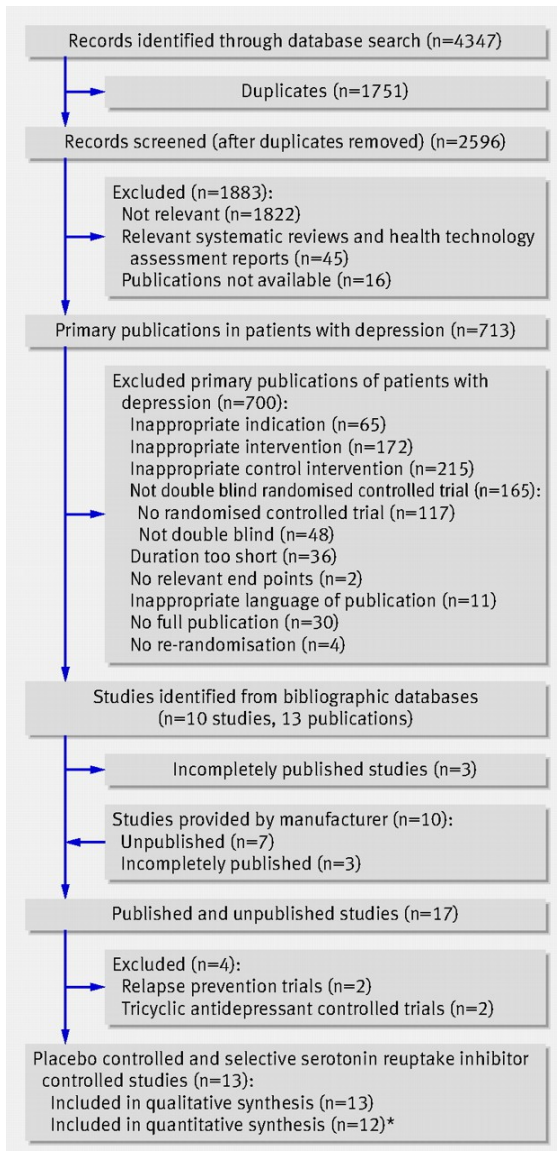 Records identified through database search (n=4347)
Duplicates (n=1751)
Records screened (after duplicates removed) (n=2596)
Excluded (n=1883):
Not relevant (n=1822)
Relevant systematic reviews and health technology
assessment reports (n=45)
Publications not available (n=16)
Primary publications in patients with depression (n=713)
Excluded primary publications of patients with
depression (n=700):
Inappropriate indication (n=65)
Inappropriate intervention (n=172)
Inappropriate control intervention (n=215)
Not double blind randomised controlled trial (n=165):
No randomised controlled trial (n=117)
Not double blind (n=48)
Duration too short (n=36)
No relevant end points (n=2)
Inappropriate language of publication (n=11)
No full publication (n=30)
No re-randomisation (n=4)
Studies identified from bibliographic databases
(n=10 studies, 13 publications)
Incompletely published studies (n=3)
Studies provided by manufacturer (n=10):
Unpublished (n=7)
Incompletely published (n=3)
Published and unpublished studies (n=17)
Excluded (n=4):
Relapse prevention trials (n=2)
Tricyclic antidepressant controlled trials (n=2)
Placebo controlled and selective serotonin reuptake inhibitor
controlled studies (n=13):
Included in qualitative synthesis (n=13)
Included in quantitative synthesis (n=12)*